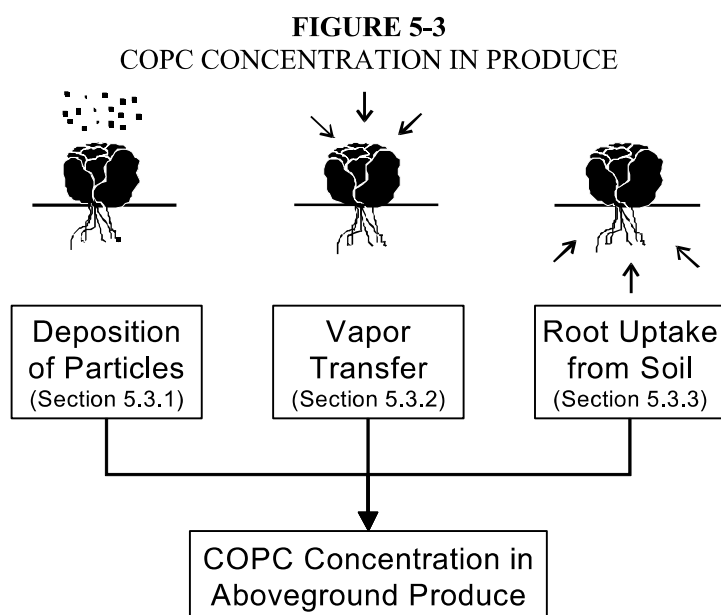 FIGURE 5-3
COPC CONCENTRATION IN PRODUCE
Deposition
of Particles
(Section 5.3.1)
Vapor
Transfer
(Section 5.3.2)
Root Uptake
from Soil
(Section 5.3.3)
COPC Concentration in
Aboveground Produce